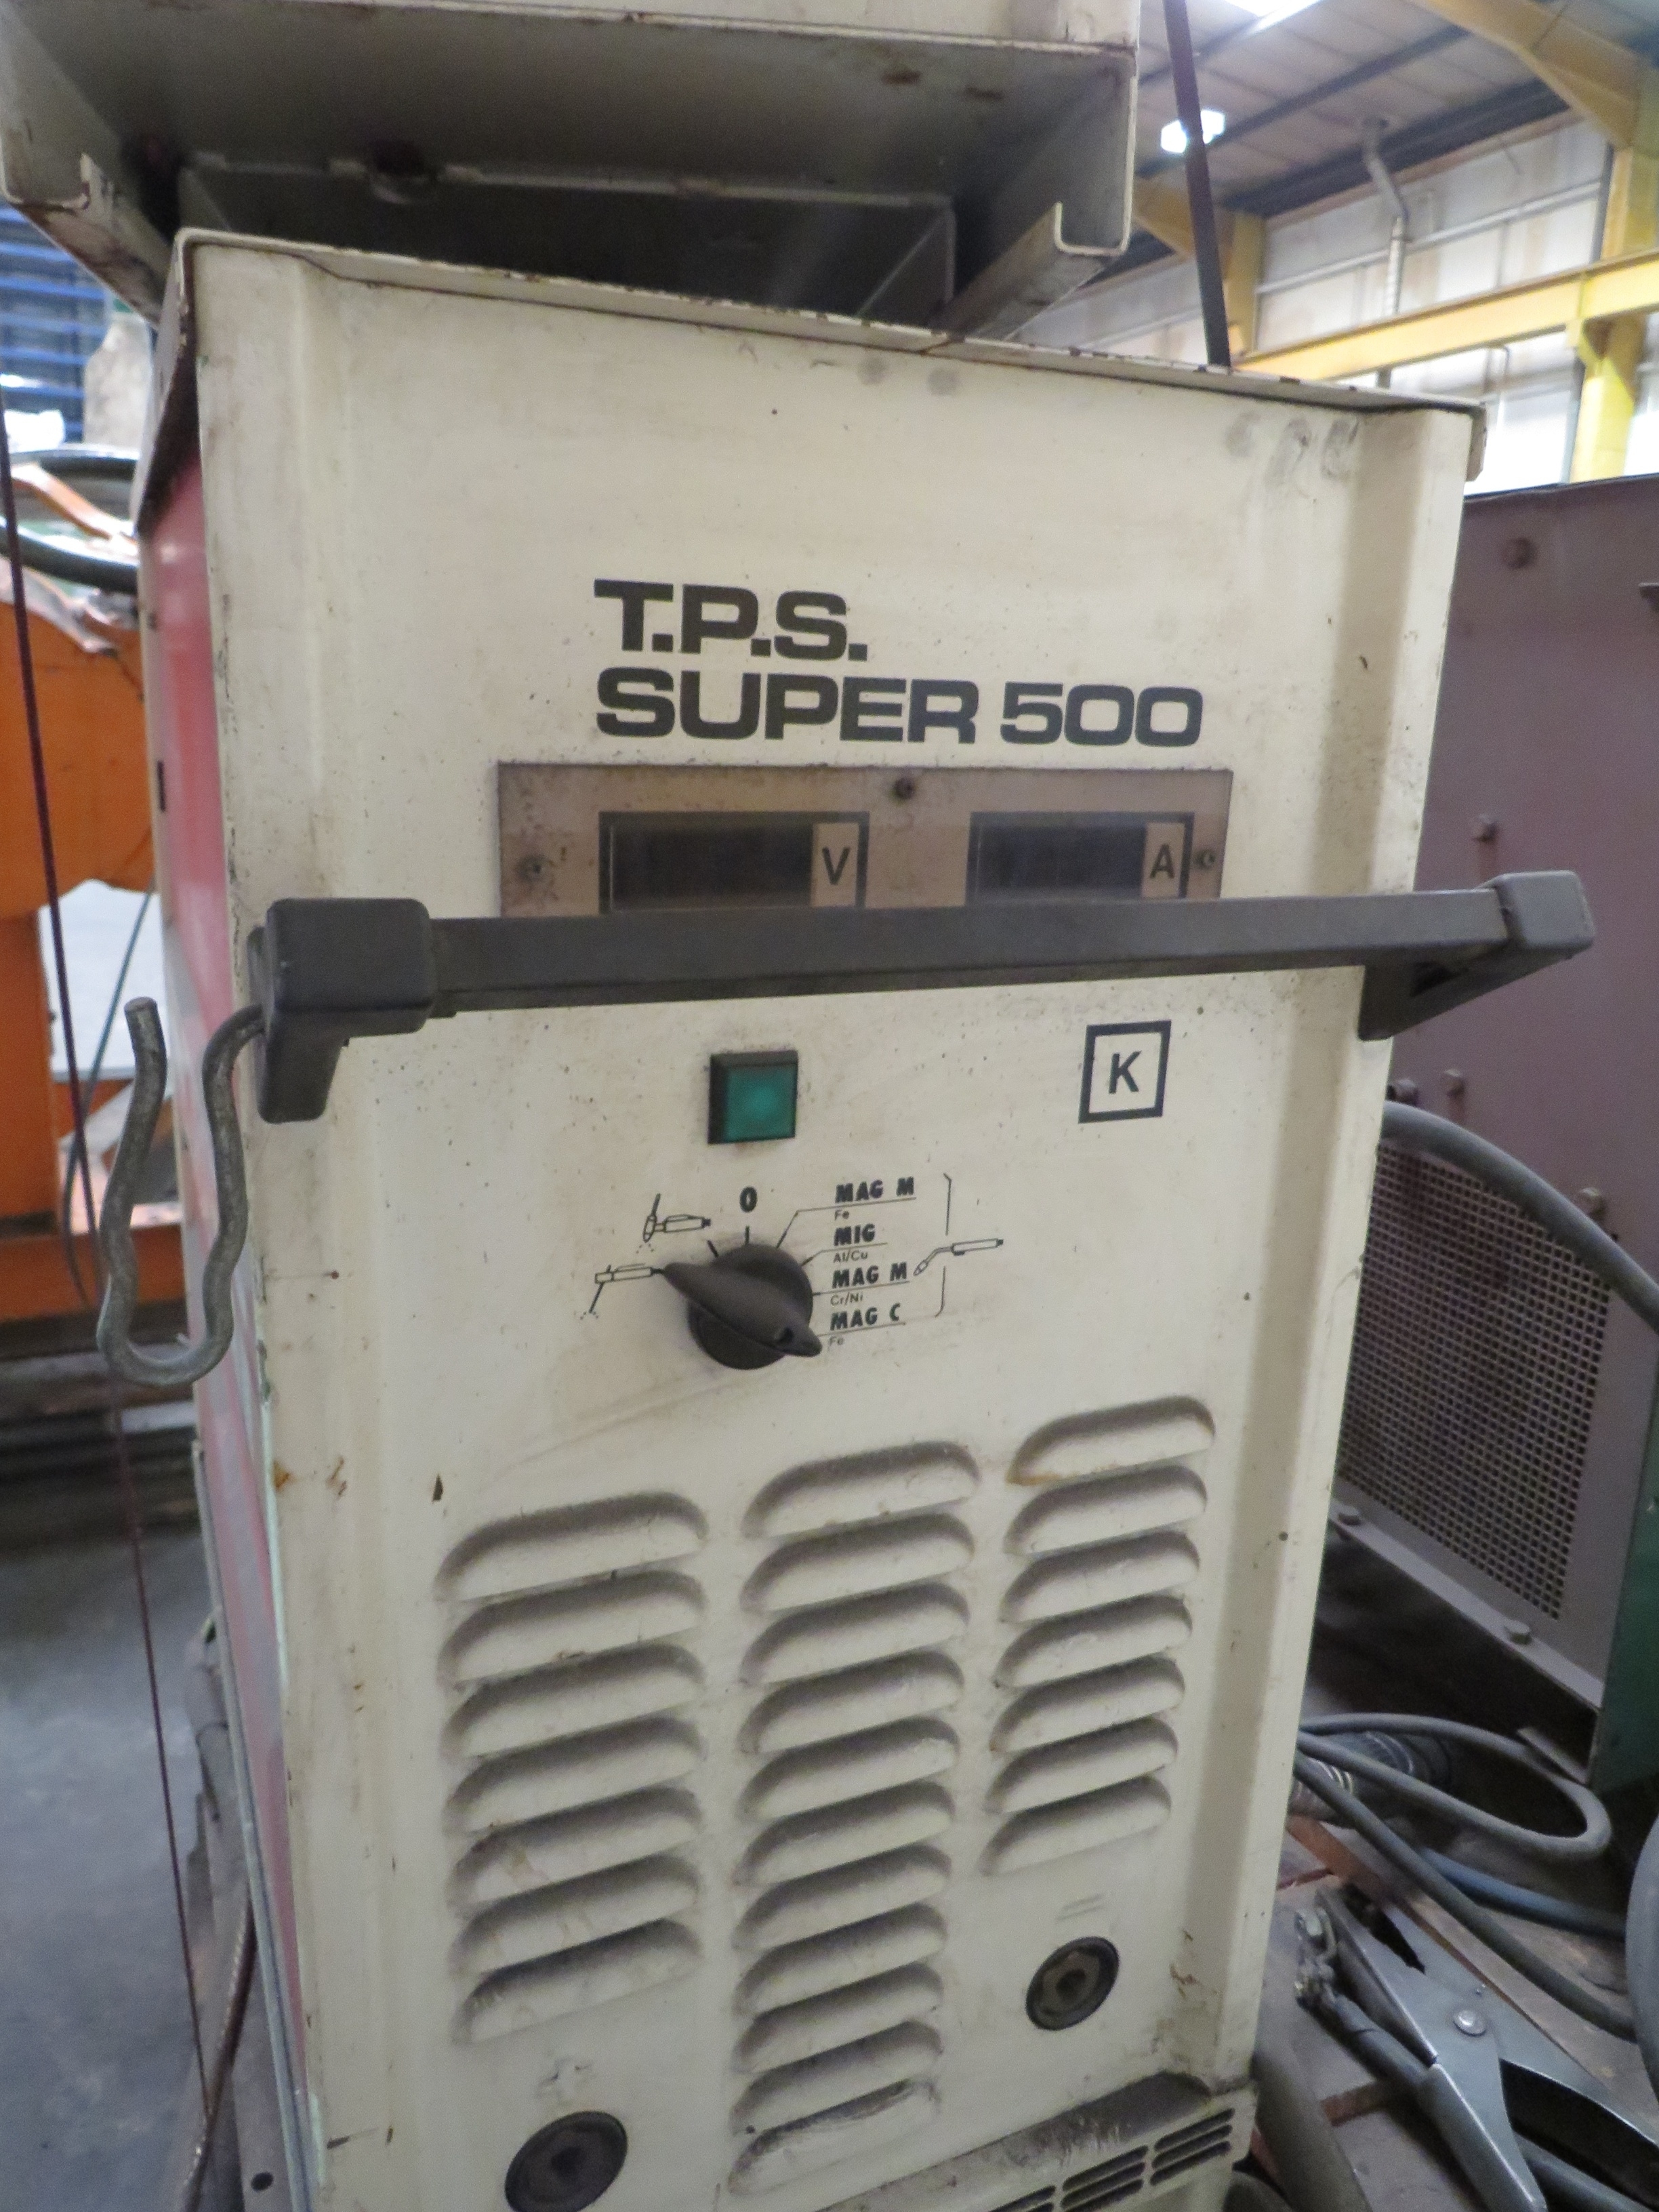 T.P.S.
SUPER 500
V
A
K
0
MAG M
Fe
MIG
Al/Cu
MAG M
Cr/Ni
MAG C
Fe